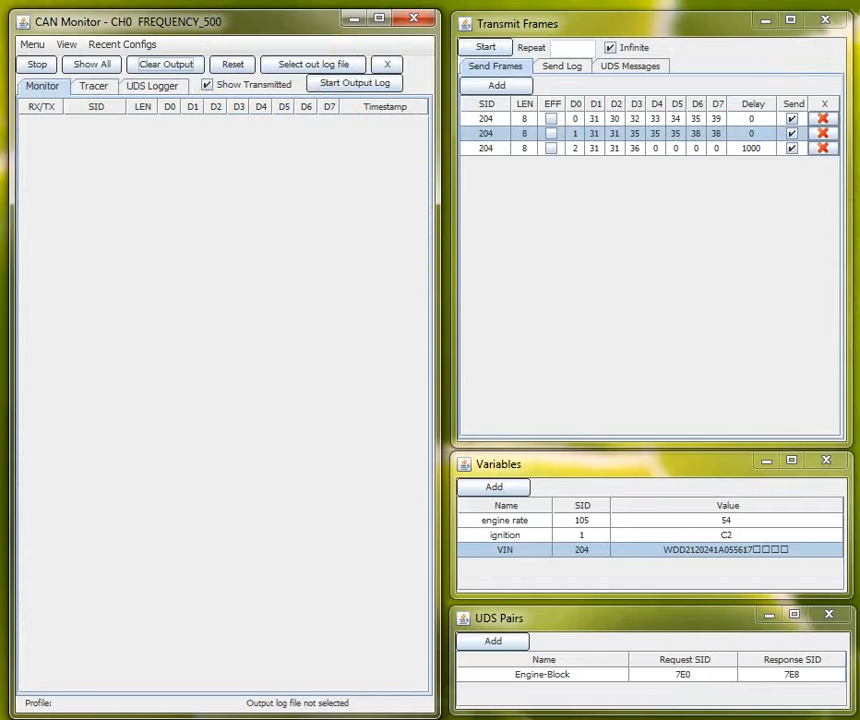 CAN Monitor - CH0 FREQUENCY_500
Menu View Recent Configs
Stop Show All Clear Output Reset Select out log file X
Monitor Tracer UDS Logger Show Transmitted Start Output Log
RX/TX SID LEN D0 D1 D2 D3 D4 D5 D6 D7 Timestamp
Profile: Output log file not selected
Transmit Frames
Start Repeat Infinite
Send Frames Send Log UDS Messages
Add
SID LEN EFF D0 D1 D2 D3 D4 D5 D6 D7 Delay Send X
204 8 0 31 30 32 33 34 35 39 0
204 8 1 31 31 35 35 35 38 38 0
204 8 2 31 31 36 0 0 0 0 1000
Variables
Add
Name SID Value
engine rate 105 54
ignition 1 C2
VIN 204 WDD2120241A055617□□□□
UDS Pairs
Add
Name Request SID Response SID
Engine-Block 7E0 7E8